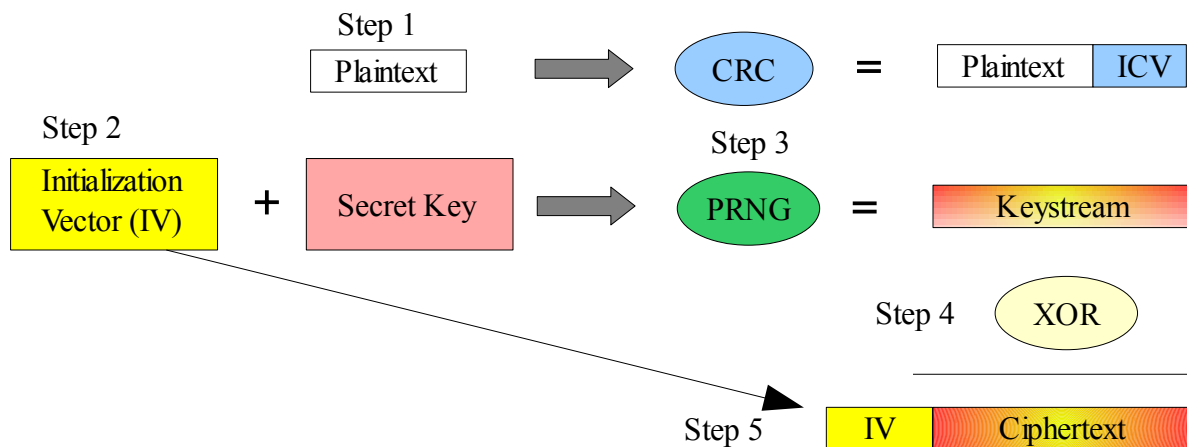 Step 1
Plaintext
CRC
=
Plaintext
ICV
Step 2
Step 3
Initialization
Vector (IV)
+
Secret Key
PRNG
=
Keystream
Step 4
XOR
Step 5
IV
Ciphertext